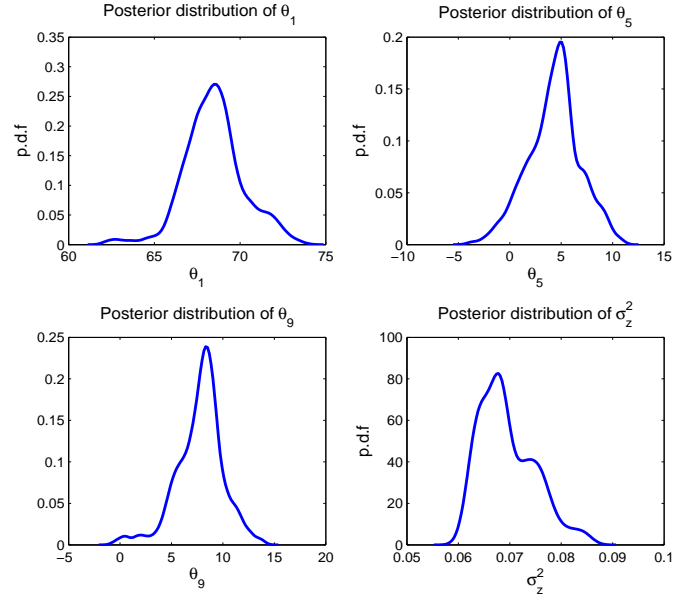 Posterior distribution of θ₁
0.35
0.3
0.25
0.2
0.15
0.1
0.05
0
p.d.f
60 65 70 75
θ₁
Posterior distribution of θ₅
0.2
0.15
0.1
0.05
0
p.d.f
−10 −5 0 5 10 15
θ₅
Posterior distribution of θ₉
0.25
0.2
0.15
0.1
0.05
0
−5 0 5 10 15 20
θ₉
Posterior distribution of σ_z²
100
80
60
40
20
0
p.d.f
0.05 0.06 0.07 0.08 0.09 0.1
σ_z²